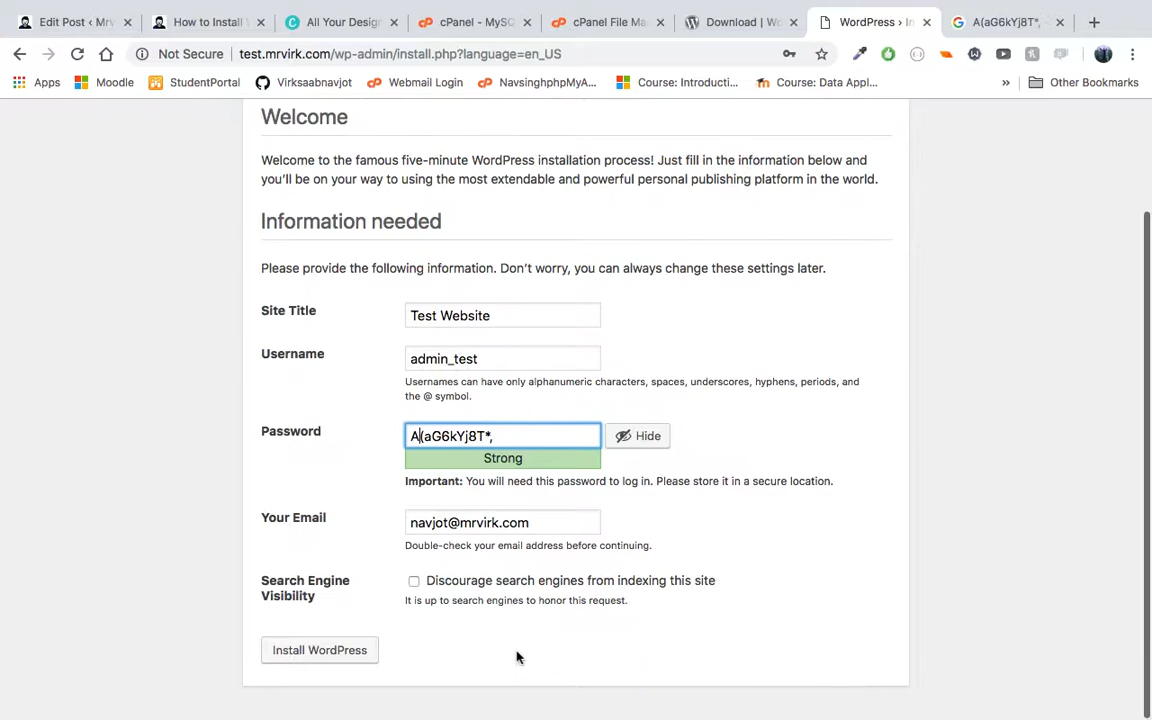 Edit Post ‹ Mrv
How to Install W
All Your Design
cPanel - MySQ
cPanel File Ma
Download | Wo
WordPress › In
A(aG6kYj8T*,
Not Secure | test.mrvirk.com/wp-admin/install.php?language=en_US
Apps
Moodle
StudentPortal
Virksaabnavjot
Webmail Login
NavsinghphpMyA...
Course: Introducti...
Course: Data Appl...
»
Other Bookmarks
Welcome
Welcome to the famous five-minute WordPress installation process! Just fill in the information below and
you’ll be on your way to using the most extendable and powerful personal publishing platform in the world.
Information needed
Please provide the following information. Don’t worry, you can always change these settings later.
Site Title
Test Website
Username
admin_test
Usernames can have only alphanumeric characters, spaces, underscores, hyphens, periods, and
the @ symbol.
Password
A(aG6kYj8T*,
Hide
Strong
Important: You will need this password to log in. Please store it in a secure location.
Your Email
navjot@mrvirk.com
Double-check your email address before continuing.
Search Engine
Visibility
Discourage search engines from indexing this site
It is up to search engines to honor this request.
Install WordPress